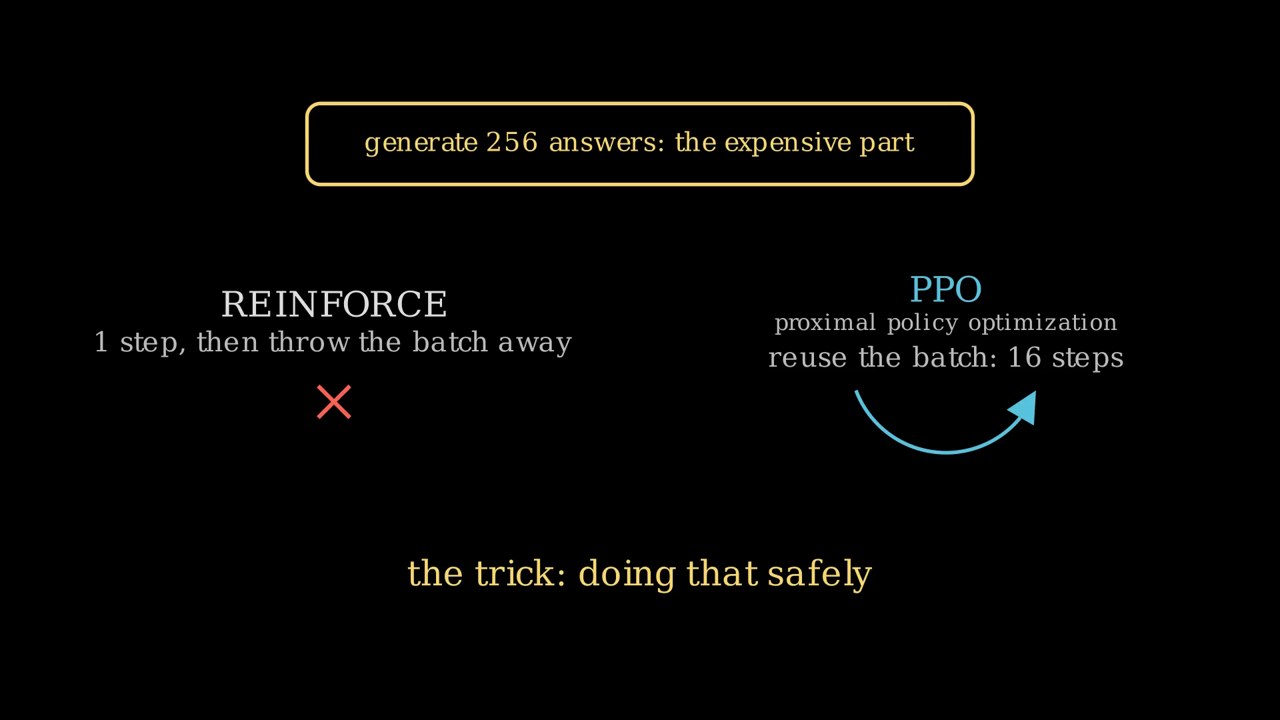 generate 256 answers: the expensive part
REINFORCE
1 step, then throw the batch away
PPO
proximal policy optimization
reuse the batch: 16 steps
the trick: doing that safely